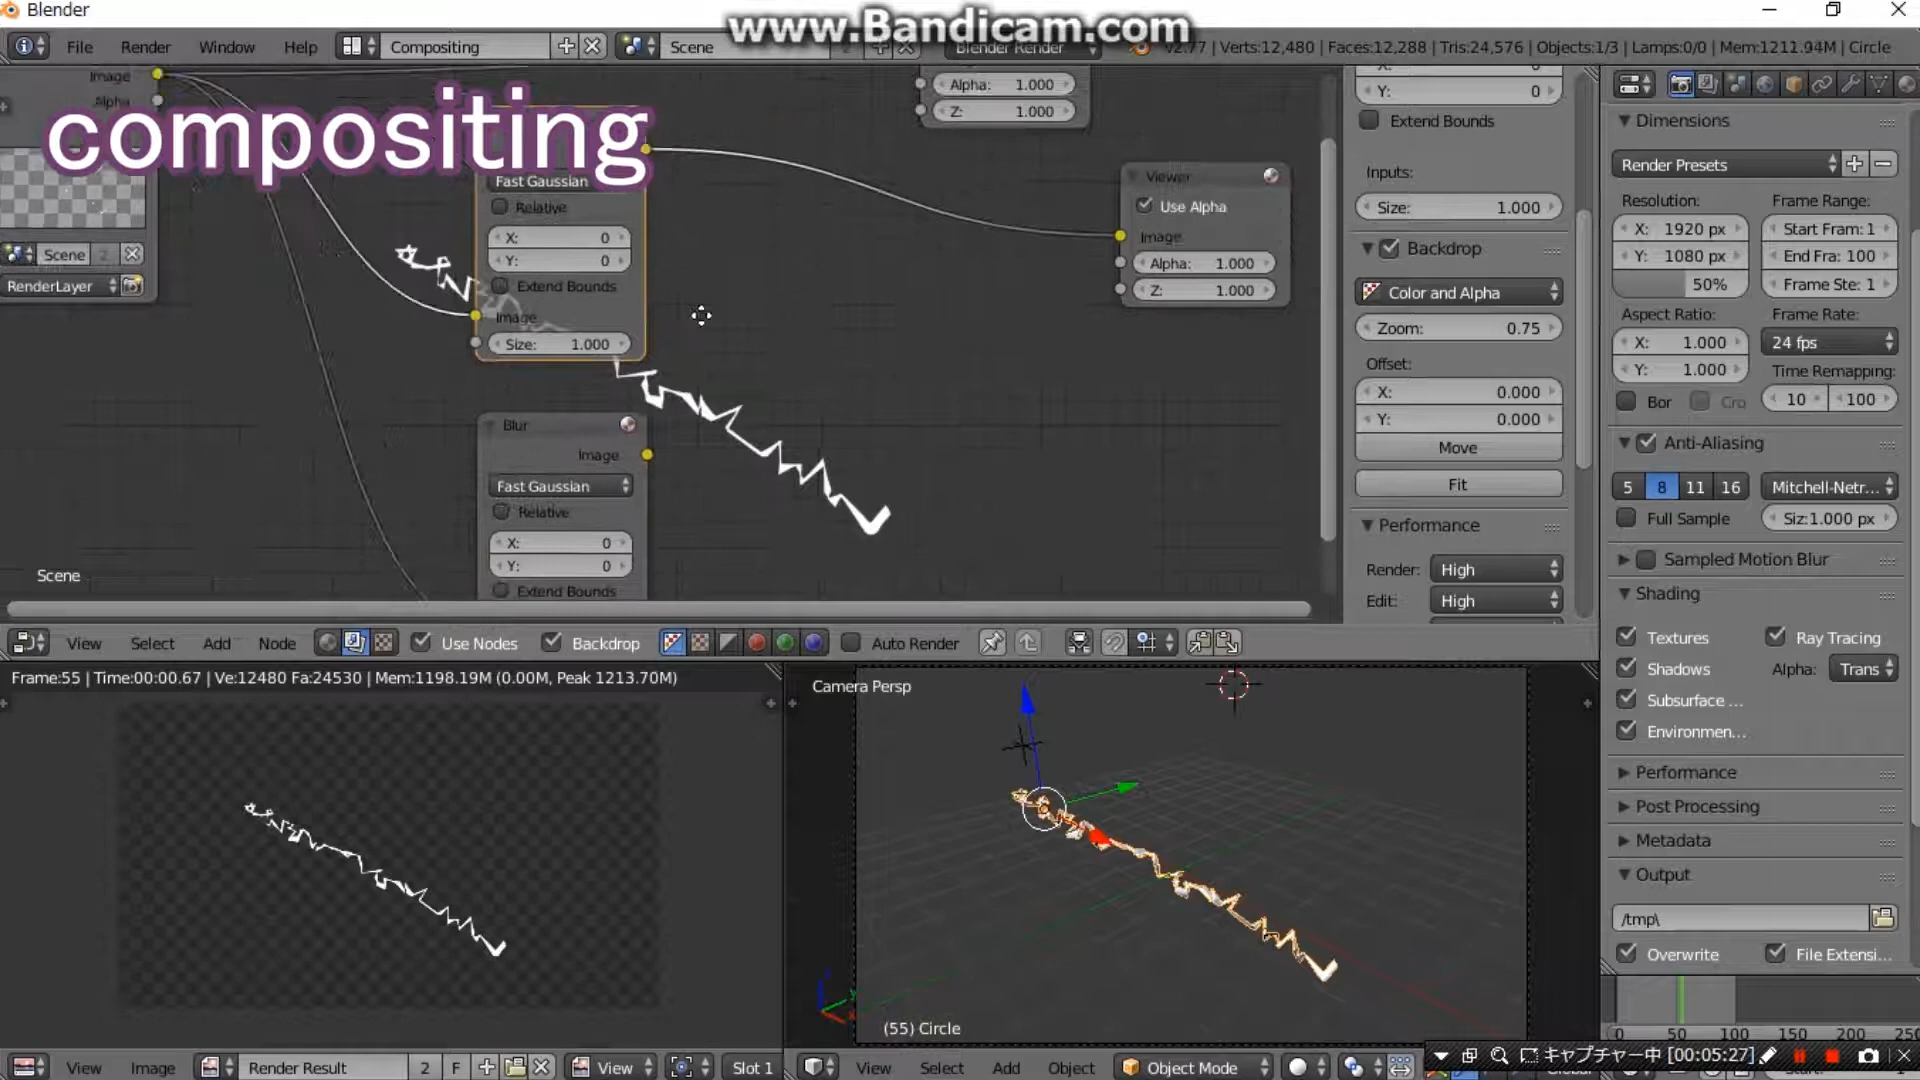 Blender
www.Bandicam.com
File Render Window Help Compositing Scene 2 Blender Render v2.77 | Verts:12,480 | Faces:12,288 | Tris:24,576 | Objects:1/3 | Lamps:0/0 | Mem:1211.94M | Circle
Image
Alpha
compositing
Scene 2
RenderLayer
Fast Gaussian
Relative
X: 0
Y: 0
Extend Bounds
Image
Size: 1.000
Blur
Image
Fast Gaussian
Relative
X: 0
Y: 0
Extend Bounds
Alpha: 1.000
Z: 1.000
Viewer
Use Alpha
Image
Alpha: 1.000
Z: 1.000
Scene
Y: 0
Extend Bounds
Inputs:
Size: 1.000
Backdrop
Color and Alpha
Zoom: 0.75
Offset:
X: 0.000
Y: 0.000
Move
Fit
Performance
Render: High
Edit: High
Dimensions
Render Presets
Resolution: Frame Range:
X: 1920 px Start Fram: 1
Y: 1080 px End Fra: 100
50% Frame Ste: 1
Aspect Ratio: Frame Rate:
X: 1.000 24 fps
Y: 1.000 Time Remapping:
Bor Cro 10 100
Anti-Aliasing
5 8 11 16 Mitchell-Netr...
Full Sample Siz:1.000 px
Sampled Motion Blur
Shading
Textures Ray Tracing
Shadows Alpha: Trans
Subsurface ...
Environmen...
Performance
Post Processing
Metadata
Output
/tmp\
Overwrite File Extensi...
View Select Add Node Use Nodes Backdrop Auto Render
Frame:55 | Time:00:00.67 | Ve:12480 Fa:24530 | Mem:1198.19M (0.00M, Peak 1213.70M)
Camera Persp
(55) Circle
0 50 100 150 200 250
View Image Render Result 2 F View Slot 1
View Select Add Object Object Mode
キャプチャー中 [00:05:27]